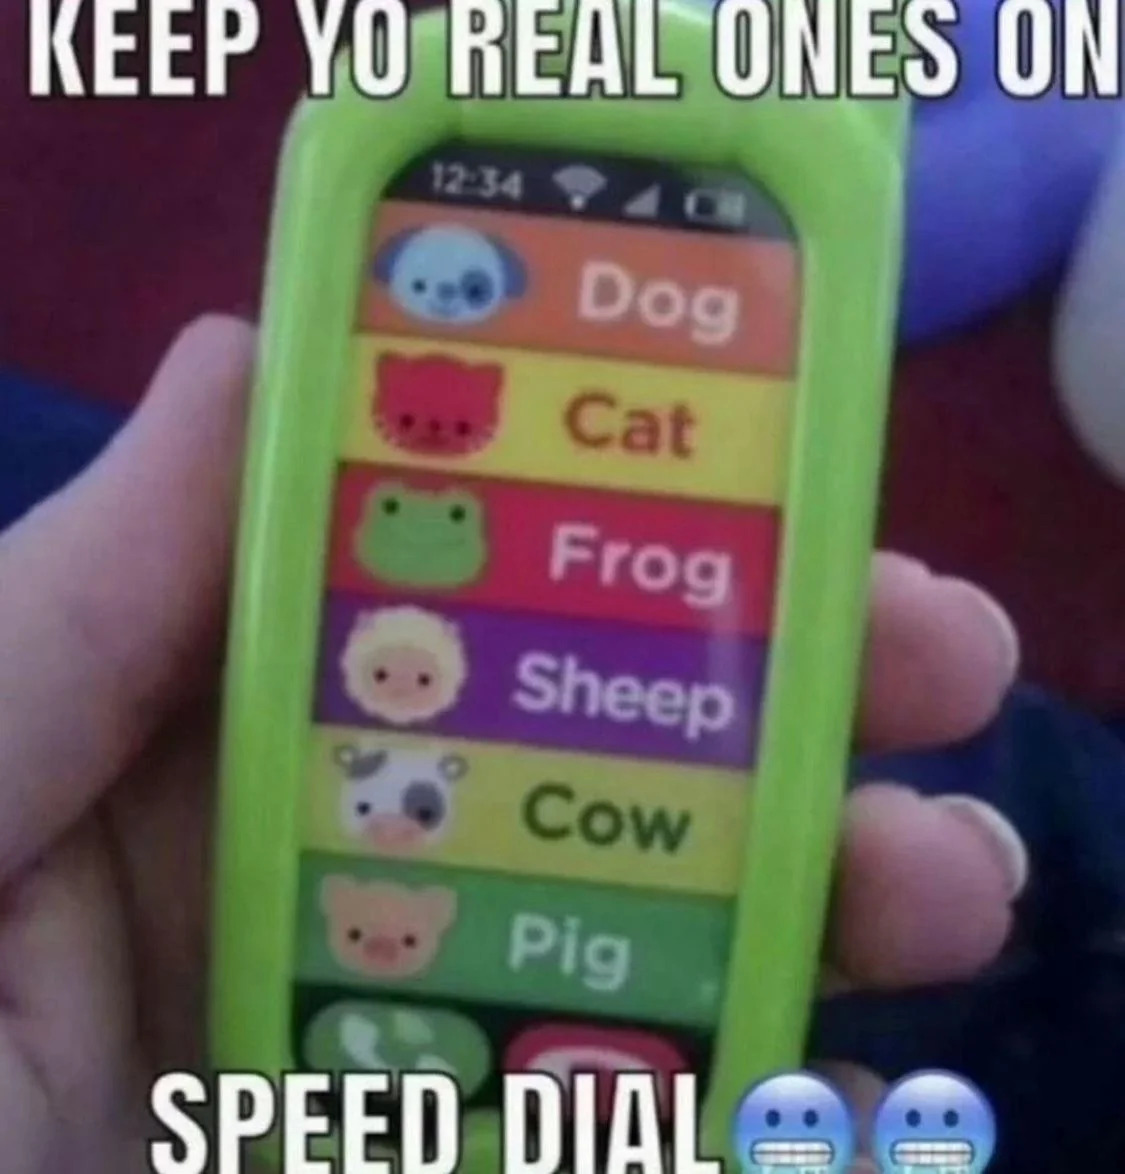 KEEP YO REAL ONES ON
12:34
Dog
Cat
Frog
Sheep
Cow
Pig
SPEED DIAL🥶🥶